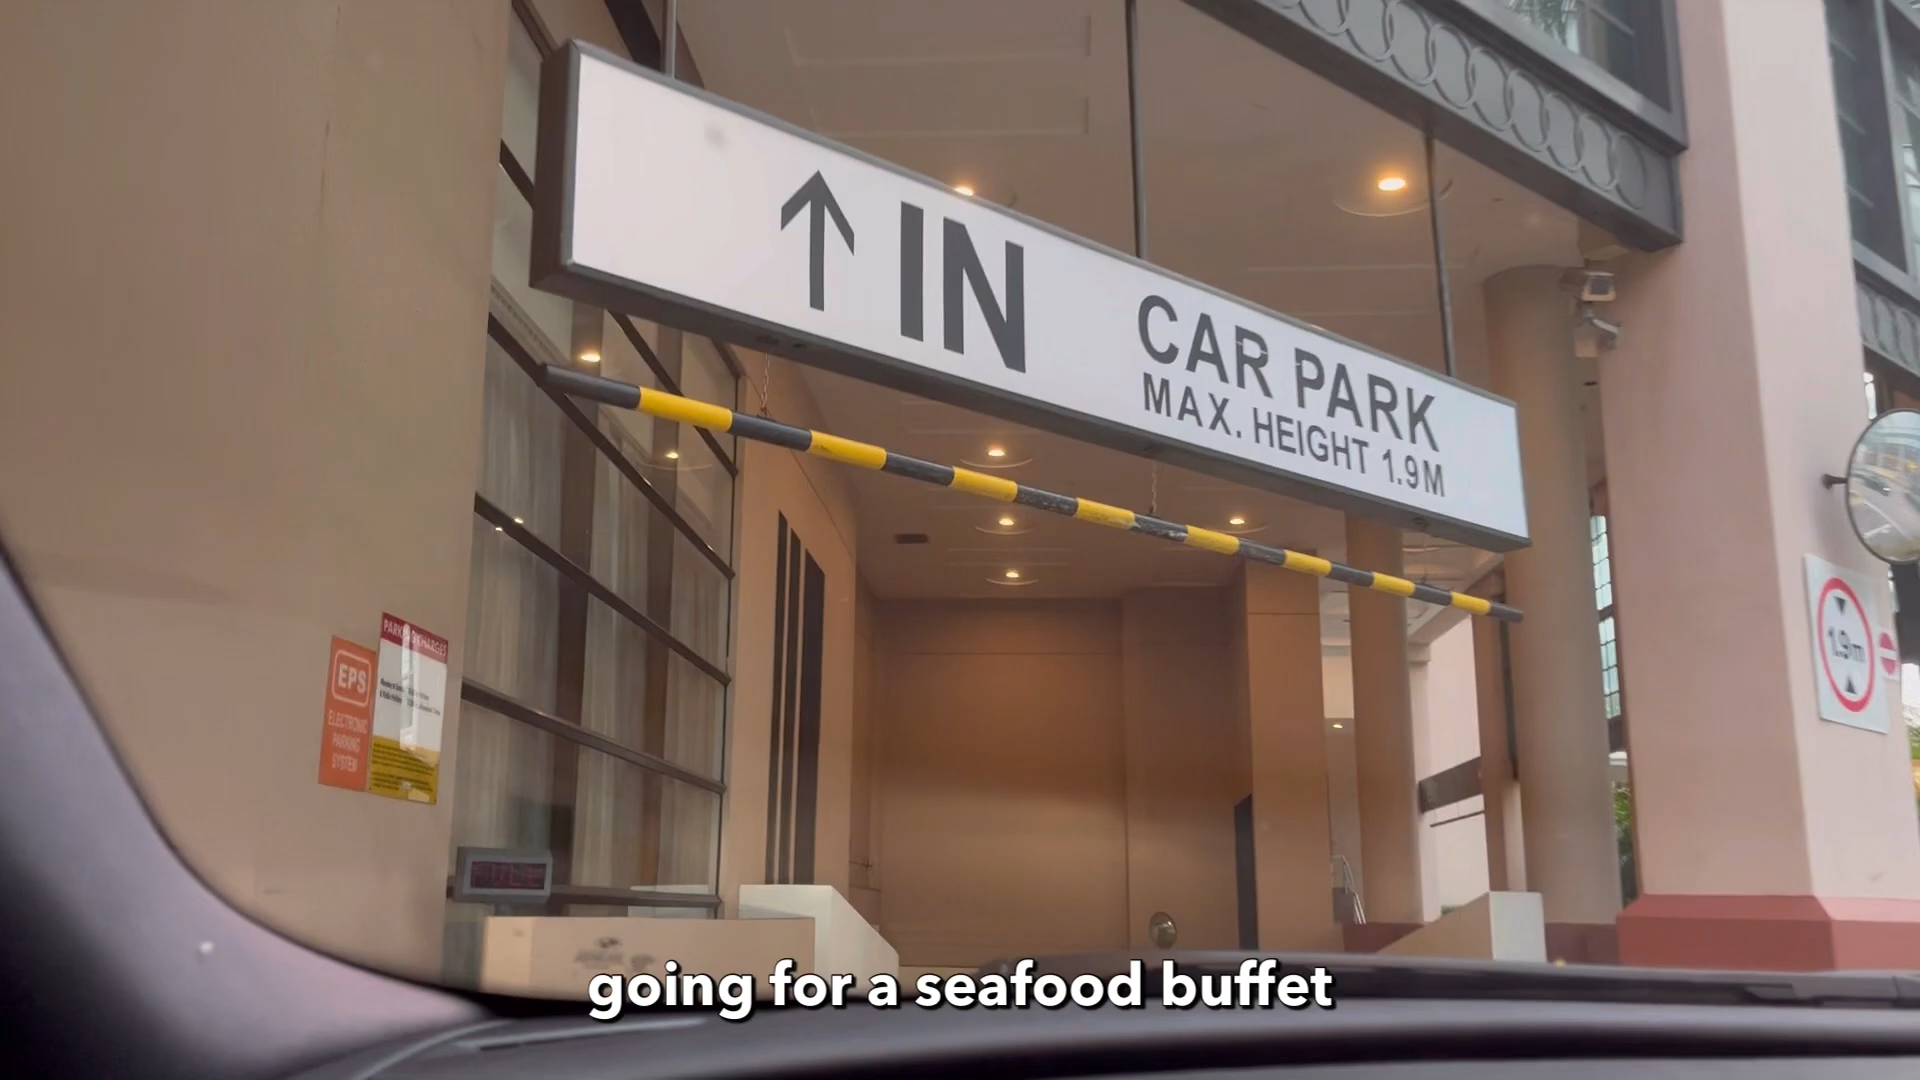 ↑ IN
CAR PARK
MAX. HEIGHT 1.9M
PARKING CHARGES
EPS
ELECTRONIC
PARKING
SYSTEM
1.9m
going for a seafood buffet